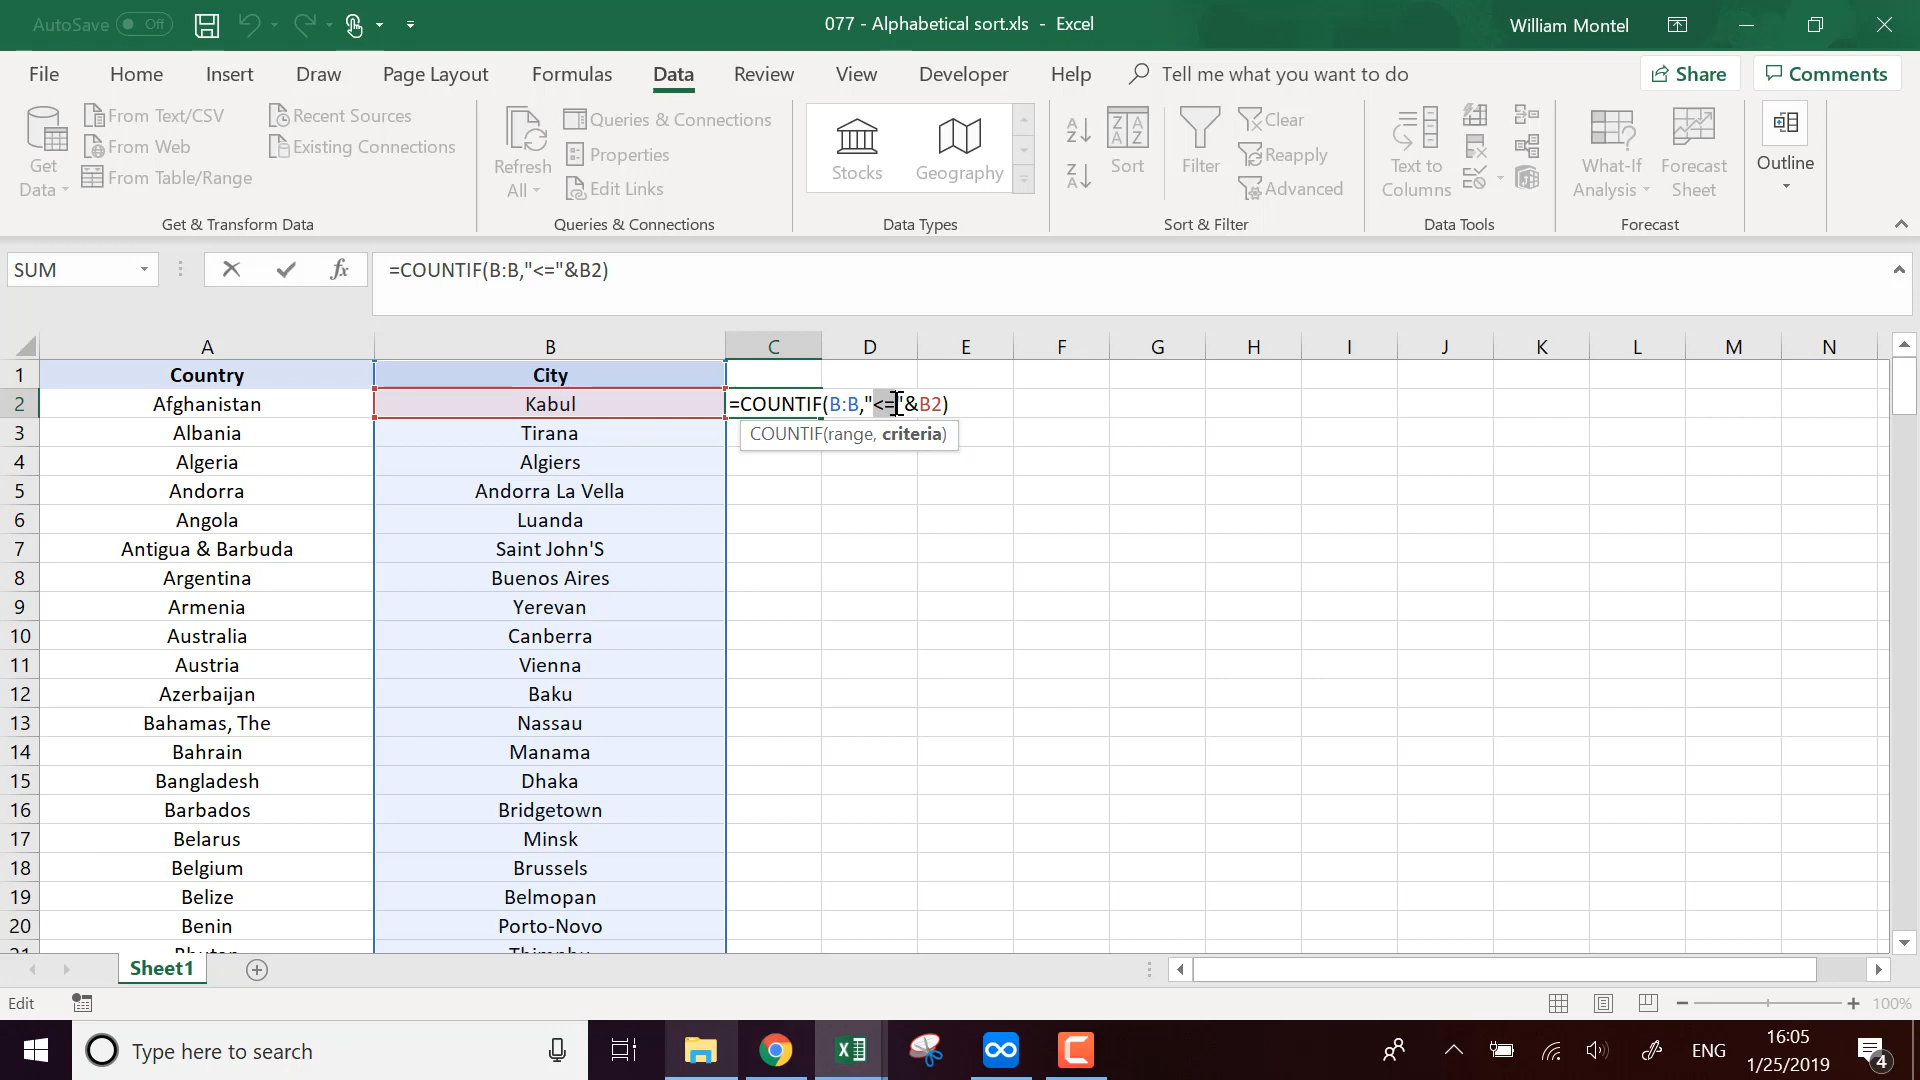 AutoSave Off
077 - Alphabetical sort.xls - Excel
William Montel
File Home Insert Draw Page Layout Formulas Data Review View Developer Help Tell me what you want to do Share Comments
Get Data
From Text/CSV
From Web
From Table/Range
Recent Sources
Existing Connections
Get & Transform Data
Refresh All
Queries & Connections
Properties
Edit Links
Queries & Connections
Stocks
Geography
Data Types
Sort
Filter
Clear
Reapply
Advanced
Sort & Filter
Text to Columns
Data Tools
What-If Analysis
Forecast Sheet
Forecast
Outline
SUM
fx
=COUNTIF(B:B,"<="&B2)
A B C D E F G H I J K L M N
1 Country City
2 Afghanistan Kabul =COUNTIF(B:B,"<="&B2)
COUNTIF(range, criteria)
3 Albania Tirana
4 Algeria Algiers
5 Andorra Andorra La Vella
6 Angola Luanda
7 Antigua & Barbuda Saint John'S
8 Argentina Buenos Aires
9 Armenia Yerevan
10 Australia Canberra
11 Austria Vienna
12 Azerbaijan Baku
13 Bahamas, The Nassau
14 Bahrain Manama
15 Bangladesh Dhaka
16 Barbados Bridgetown
17 Belarus Minsk
18 Belgium Brussels
19 Belize Belmopan
20 Benin Porto-Novo
Sheet1
Edit
100%
Type here to search
ENG
16:05
1/25/2019
4